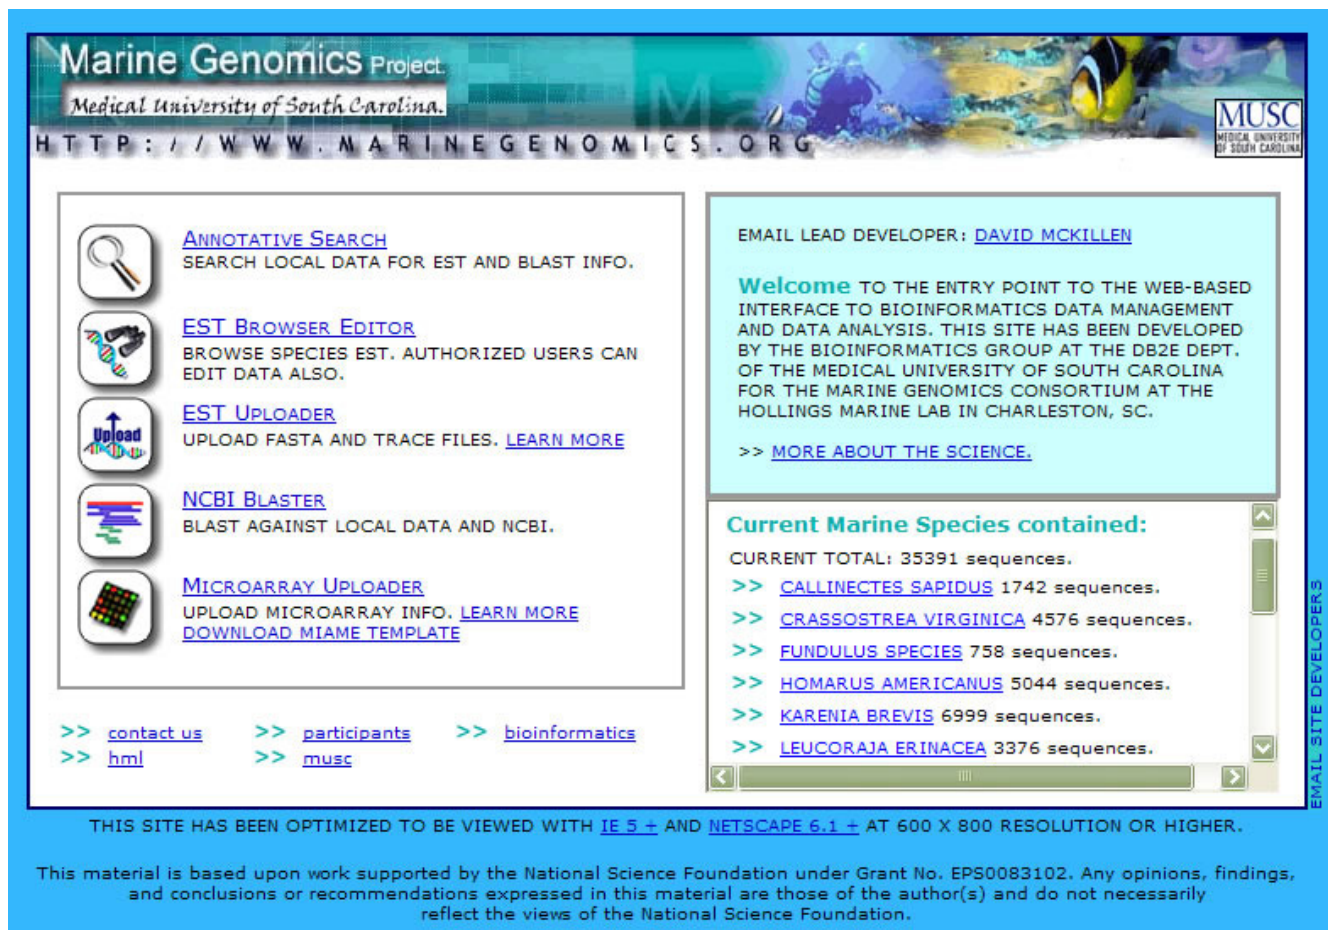 Marine Genomics Project.
Medical University of South Carolina.
HTTP://WWW.MARINEGENOMICS.ORG
MUSC
MEDICAL UNIVERSITY
OF SOUTH CAROLINA
ANNOTATIVE SEARCH
SEARCH LOCAL DATA FOR EST AND BLAST INFO.
EST BROWSER EDITOR
BROWSE SPECIES EST. AUTHORIZED USERS CAN
EDIT DATA ALSO.
Upload
EST UPLOADER
UPLOAD FASTA AND TRACE FILES. LEARN MORE
NCBI BLASTER
BLAST AGAINST LOCAL DATA AND NCBI.
MICROARRAY UPLOADER
UPLOAD MICROARRAY INFO. LEARN MORE
DOWNLOAD MIAME TEMPLATE
>> contact us >> participants >> bioinformatics
>> hml >> musc
EMAIL LEAD DEVELOPER: DAVID MCKILLEN
Welcome TO THE ENTRY POINT TO THE WEB-BASED
INTERFACE TO BIOINFORMATICS DATA MANAGEMENT
AND DATA ANALYSIS. THIS SITE HAS BEEN DEVELOPED
BY THE BIOINFORMATICS GROUP AT THE DB2E DEPT.
OF THE MEDICAL UNIVERSITY OF SOUTH CAROLINA
FOR THE MARINE GENOMICS CONSORTIUM AT THE
HOLLINGS MARINE LAB IN CHARLESTON, SC.
>> MORE ABOUT THE SCIENCE.
Current Marine Species contained:
CURRENT TOTAL: 35391 sequences.
>> CALLINECTES SAPIDUS 1742 sequences.
>> CRASSOSTREA VIRGINICA 4576 sequences.
>> FUNDULUS SPECIES 758 sequences.
>> HOMARUS AMERICANUS 5044 sequences.
>> KARENIA BREVIS 6999 sequences.
>> LEUCORAJA ERINACEA 3376 sequences.
EMAIL SITE DEVELOPERS
THIS SITE HAS BEEN OPTIMIZED TO BE VIEWED WITH IE 5 + AND NETSCAPE 6.1 + AT 600 X 800 RESOLUTION OR HIGHER.
This material is based upon work supported by the National Science Foundation under Grant No. EPS0083102. Any opinions, findings,
and conclusions or recommendations expressed in this material are those of the author(s) and do not necessarily
reflect the views of the National Science Foundation.